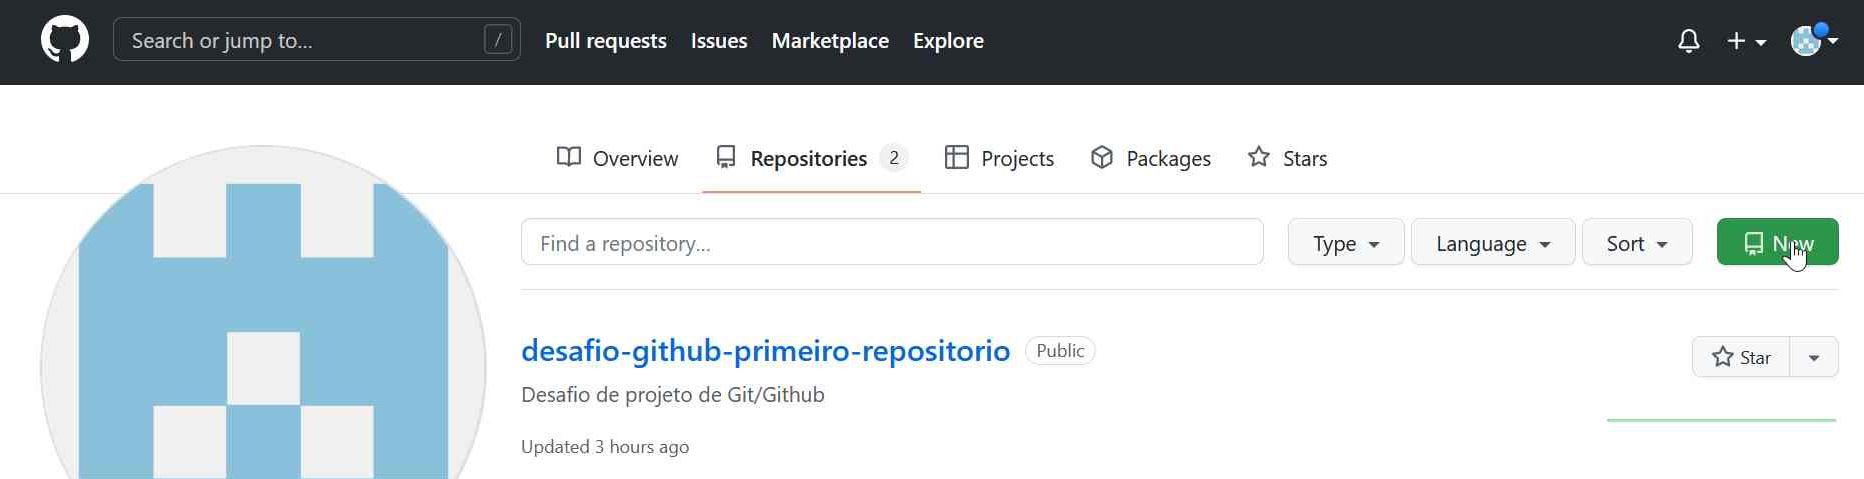 Search or jump to... / Pull requests Issues Marketplace Explore
Overview Repositories 2 Projects Packages Stars
Find a repository... Type Language Sort New
desafio-github-primeiro-repositorio Public
Star
Desafio de projeto de Git/Github
Updated 3 hours ago